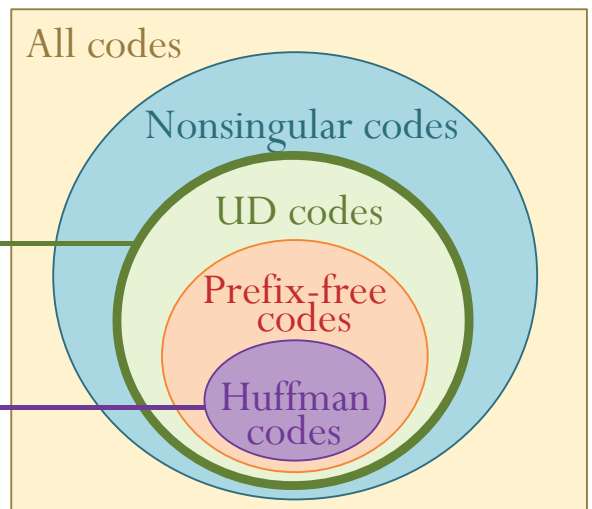 All codes
Nonsingular codes
UD codes
Prefix-free
codes
Huffman
codes